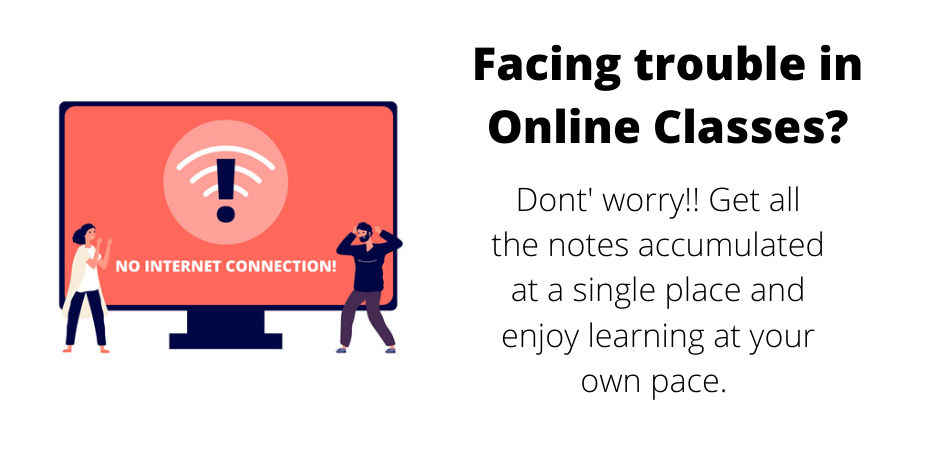 Facing trouble in
Online Classes?
Dont' worry!! Get all
the notes accumulated
at a single place and
enjoy learning at your
own pace.
NO INTERNET CONNECTION!